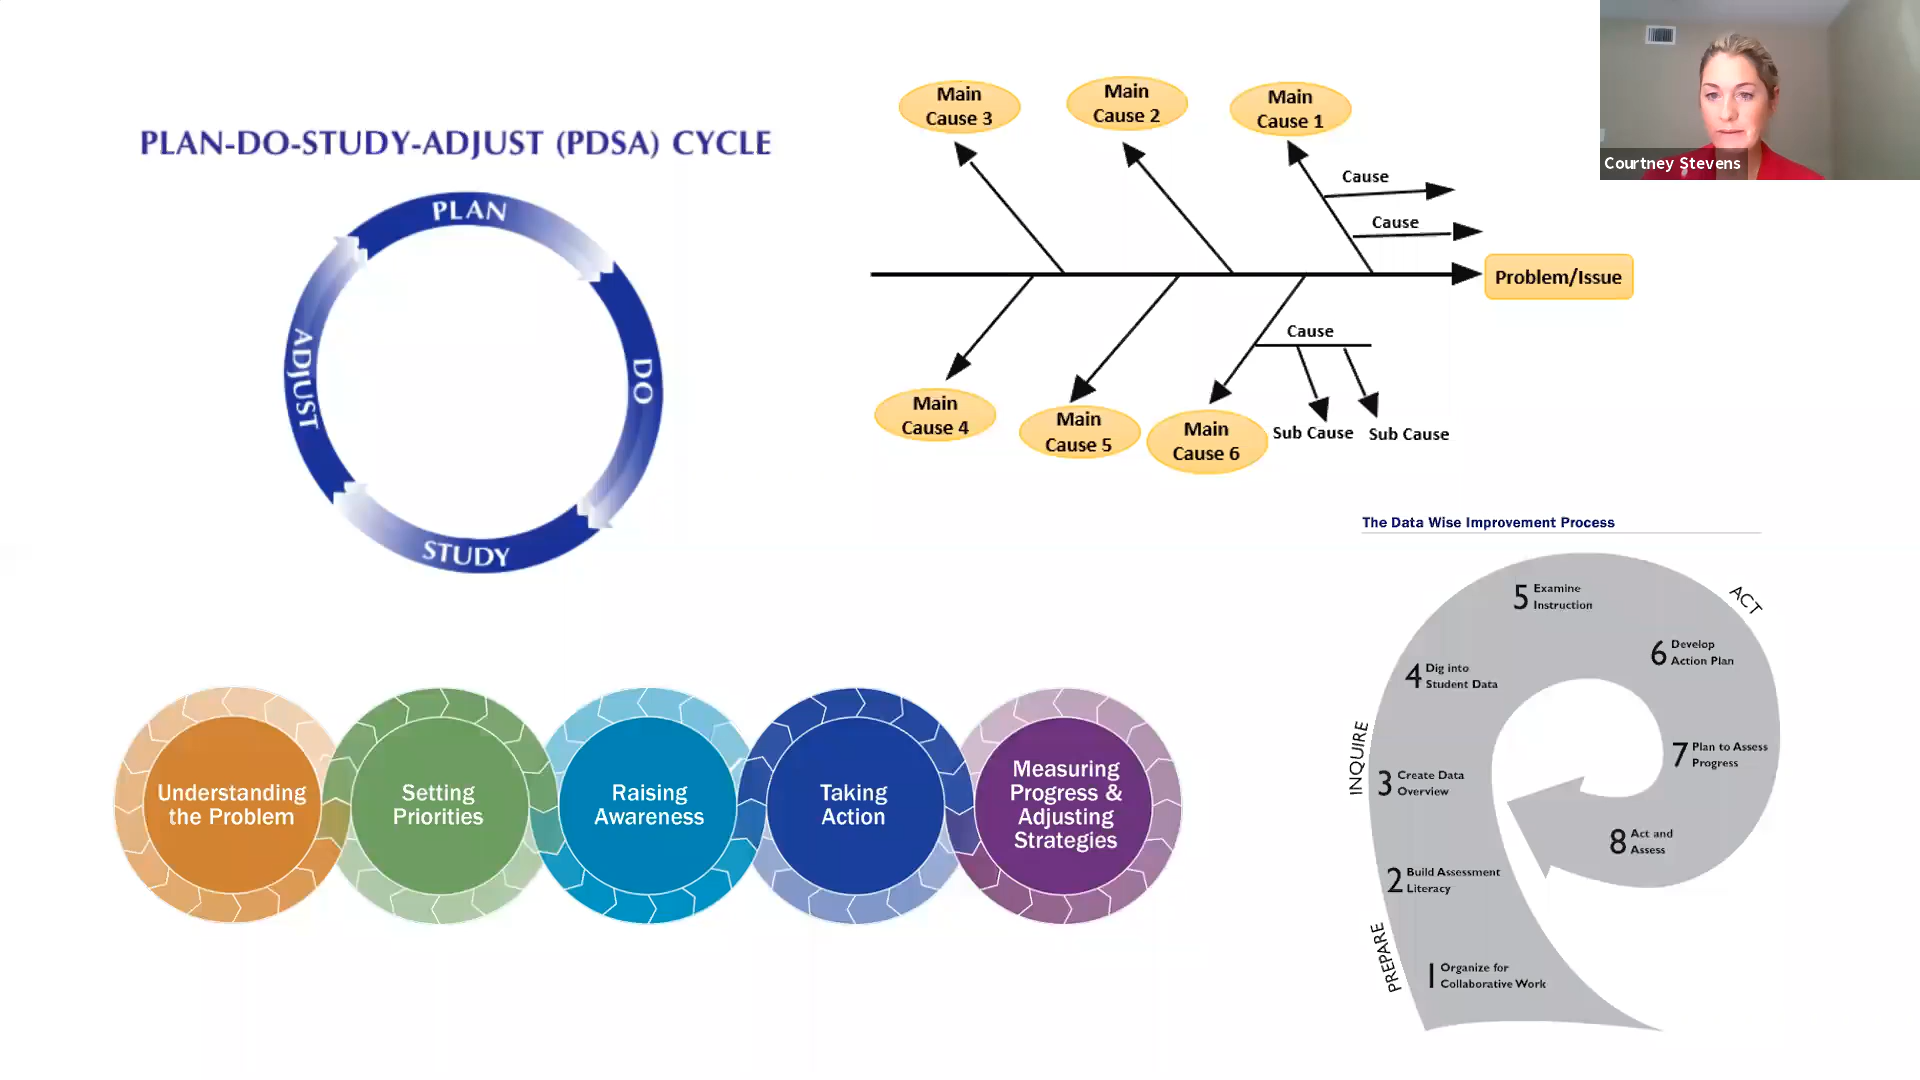 PLAN-DO-STUDY-ADJUST (PDSA) CYCLE
PLAN
DO
STUDY
ADJUST
Main
Cause 3
Main
Cause 2
Main
Cause 1
Cause
Cause
Problem/Issue
Cause
Main
Cause 4
Main
Cause 5
Main
Cause 6
Sub Cause
Sub Cause
Courtney Stevens
Understanding
the Problem
Setting
Priorities
Raising
Awareness
Taking
Action
Measuring
Progress &
Adjusting
Strategies
The Data Wise Improvement Process
PREPARE
1 Organize for
Collaborative Work
2 Build Assessment
Literacy
INQUIRE
3 Create Data
Overview
4 Dig into
Student Data
5 Examine
Instruction
ACT
6 Develop
Action Plan
7 Plan to Assess
Progress
8 Act and
Assess